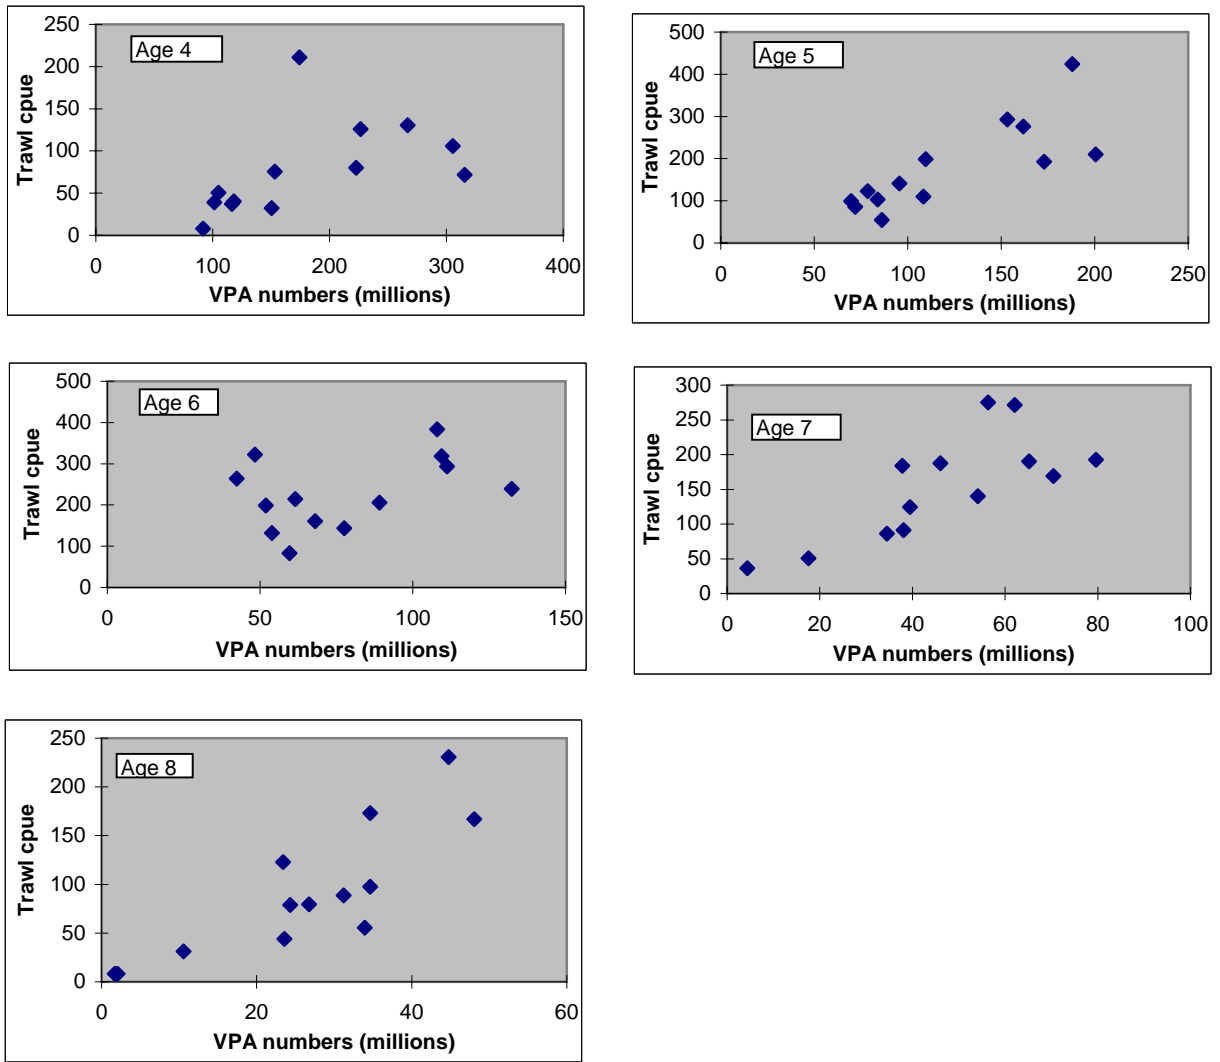 250
200
150
100
50
0
Trawl cpue
Age 4
0 100 200 300 400
VPA numbers (millions)
500
400
300
200
100
0
Trawl cpue
Age 5
0 50 100 150 200 250
VPA numbers (millions)
500
400
300
200
100
0
Trawl cpue
Age 6
0 50 100 150
VPA numbers (millions)
300
250
200
150
100
50
0
Trawl cpue
Age 7
0 20 40 60 80 100
VPA numbers (millions)
250
200
150
100
50
0
Trawl cpue
Age 8
0 20 40 60
VPA numbers (millions)